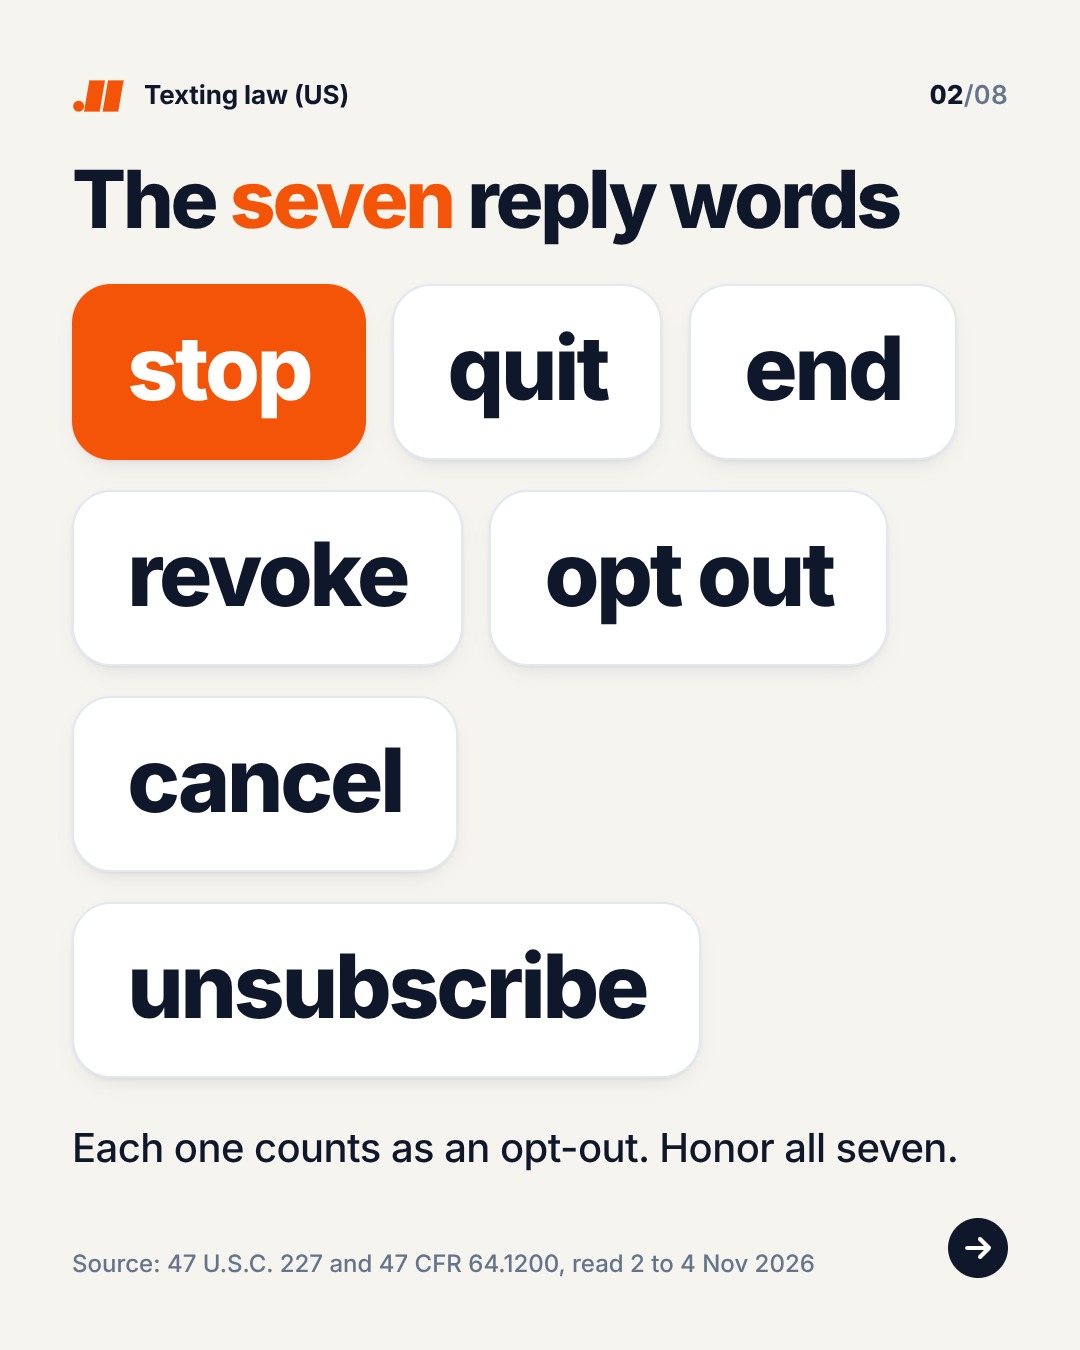 Texting law (US)
02/08
The seven reply words
stop
quit
end
revoke
opt out
cancel
unsubscribe
Each one counts as an opt-out. Honor all seven.
Source: 47 U.S.C. 227 and 47 CFR 64.1200, read 2 to 4 Nov 2026